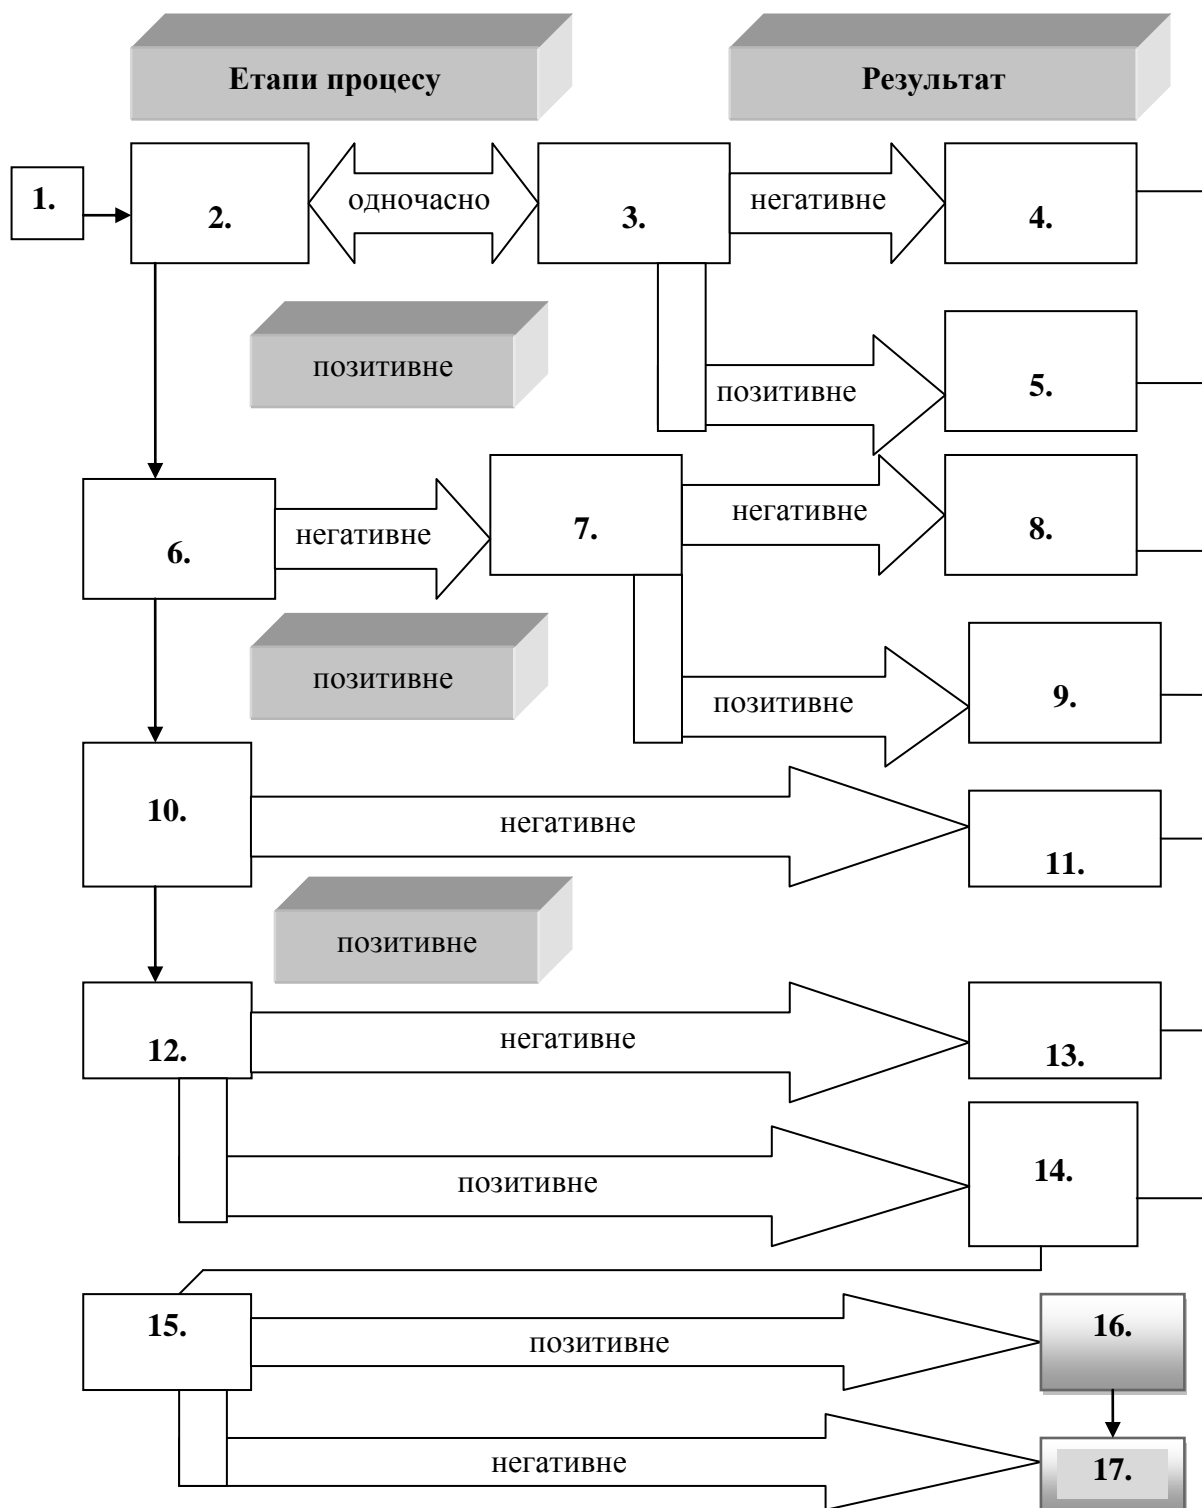 Етапи процесу
Результат
1.
2.
одночасно
3.
негативне
4.
позитивне
позитивне
5.
6.
негативне
7.
негативне
8.
позитивне
позитивне
9.
10.
негативне
11.
позитивне
12.
негативне
13.
позитивне
14.
15.
позитивне
16.
негативне
17.